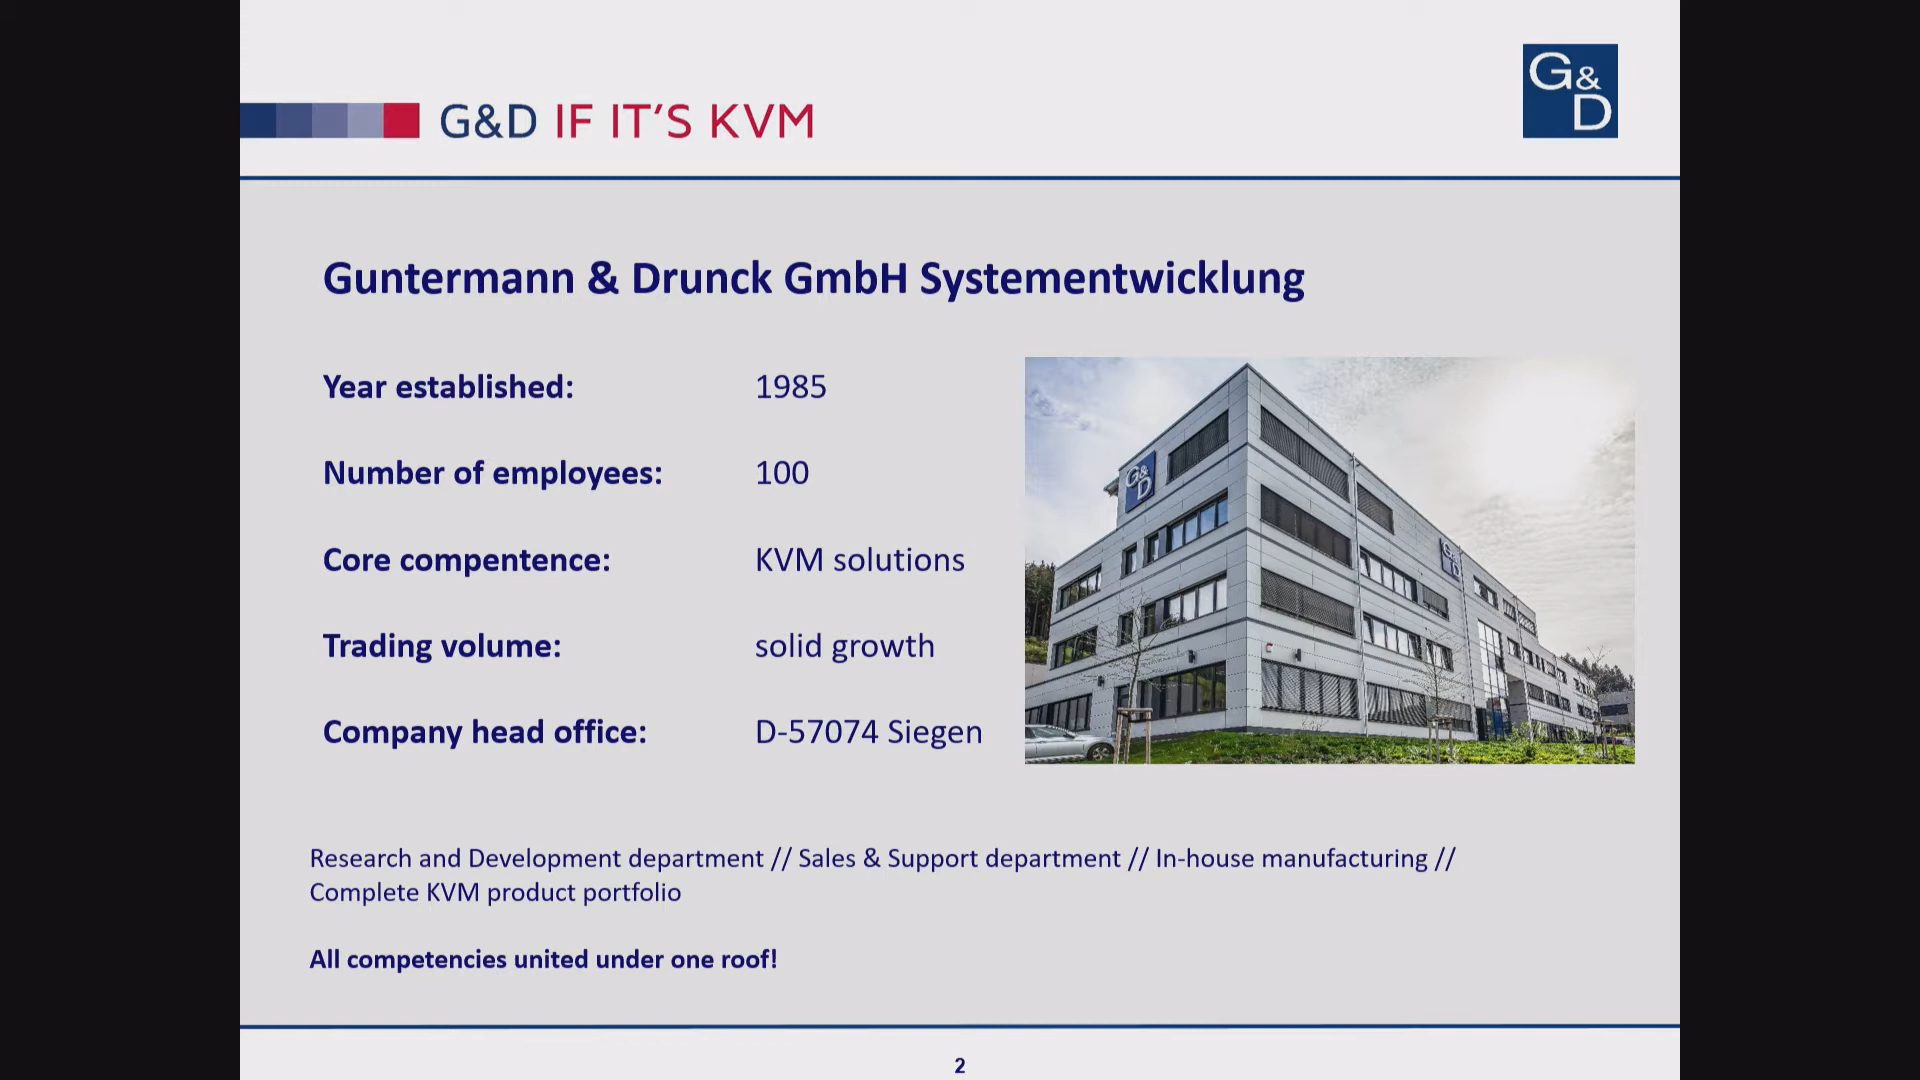 G&D IF IT'S KVM
G&
D
Guntermann & Drunck GmbH Systementwicklung
Year established: 1985
Number of employees: 100
Core compentence: KVM solutions
Trading volume: solid growth
Company head office: D-57074 Siegen
G&
D
G&
D
Research and Development department // Sales & Support department // In-house manufacturing //
Complete KVM product portfolio
All competencies united under one roof!
2